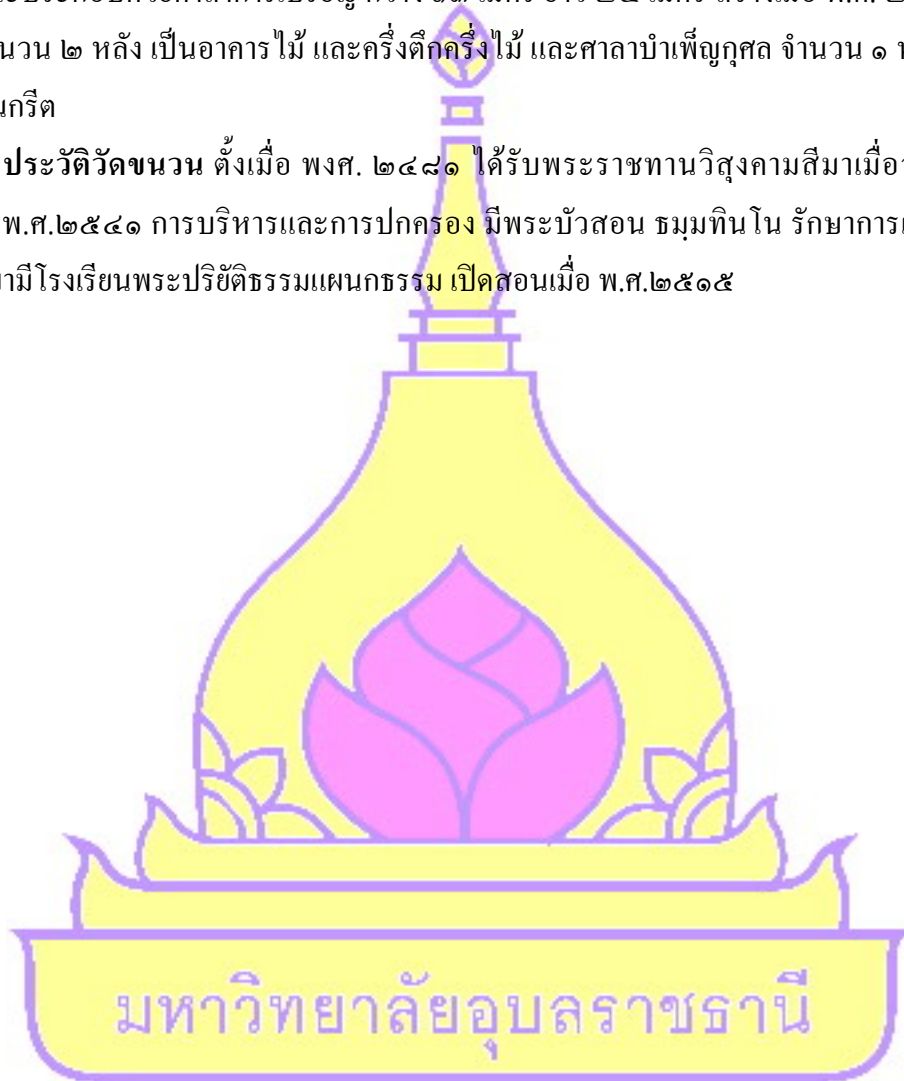 นวน ๒ หลัง เป็นอาคารไม้ และครึ่งตึกครึ่งไม้ และศาลาบำเพ็ญกุศล จำนวน ๑
นกรีต
ประวัติวัดขนวน ตั้งเมื่อ พงศ. ๒๔๘๑ ได้รับพระราชทานวิสุงคามสีมาเมื่อ
พ.ศ.๒๕๔๑ การบริหารและการปกครอง มีพระบัวสอน ธมฺมทินโน รักษาการ
มีโรงเรียนพระปริยัติธรรมแผนกธรรม เปิดสอนเมื่อ พ.ศ.๒๕๑๕
มหาวิทยาลัยอุบลราชธานี